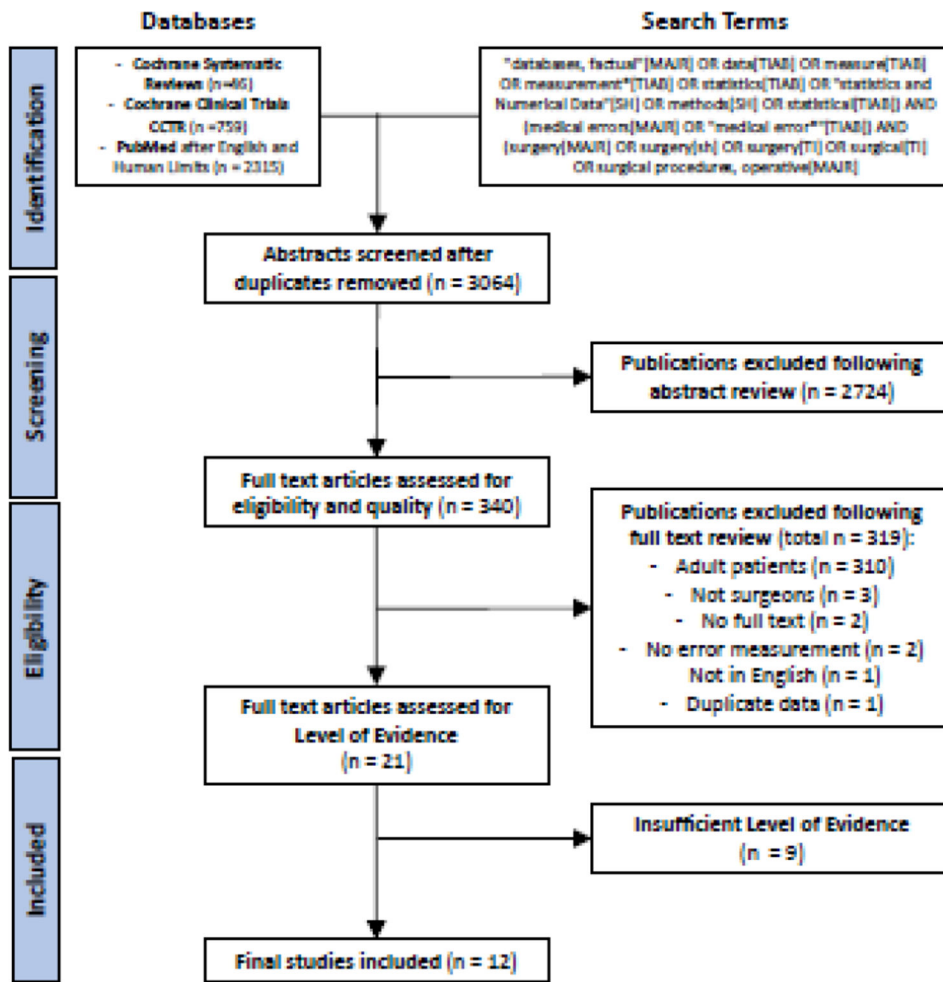 Databases
Search Terms
Identification
- Cochrane Systematic
Reviews (n=46)
- Cochrane Clinical Trials
CCTR (n =759)
- PubMed after English and
Human Limits (n = 2315)
"databases, factual"[MAJR] OR data[TIAB] OR measure[TIAB]
OR measurement*[TIAB] OR statistics[TIAB] OR "statistics and
Numerical Data"[SH] OR methods[SH] OR statistical[TIAB]) AND
(medical errors[MAJR] OR "medical error*"[TIAB]) AND
(surgery[MAJR] OR surgery[sh] OR surgery[TI] OR surgical[TI]
OR surgical procedures, operative[MAJR]
Abstracts screened after
duplicates removed (n = 3064)
Screening
Publications excluded following
abstract review (n = 2724)
Full text articles assessed for
eligibility and quality (n = 340)
Eligibility
Publications excluded following
full text review (total n = 319):
- Adult patients (n = 310)
- Not surgeons (n = 3)
- No full text (n = 2)
- No error measurement (n = 2)
Not in English (n = 1)
- Duplicate data (n = 1)
Full text articles assessed for
Level of Evidence
(n = 21)
Included
Insufficient Level of Evidence
(n = 9)
Final studies included (n = 12)